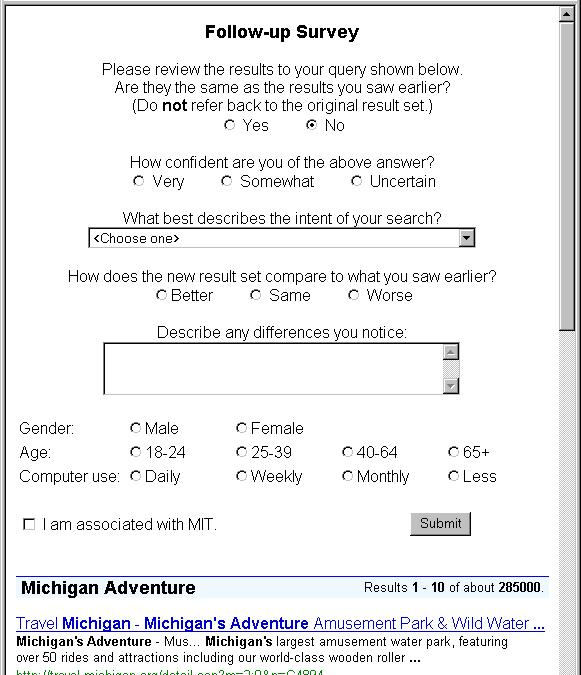 Follow-up Survey
Please review the results to your query shown below.
Are they the same as the results you saw earlier?
(Do not refer back to the original result set.)
Yes No
How confident are you of the above answer?
Very Somewhat Uncertain
What best describes the intent of your search?
<Choose one>
How does the new result set compare to what you saw earlier?
Better Same Worse
Describe any differences you notice:
Gender: Male Female
Age: 18-24 25-39 40-64 65+
Computer use: Daily Weekly Monthly Less
I am associated with MIT. Submit
Michigan Adventure Results 1 - 10 of about 285000.
Travel Michigan - Michigan's Adventure Amusement Park & Wild Water ...
Michigan's Adventure - Mus... Michigan's largest amusement water park, featuring
over 50 rides and attractions including our world-class wooden roller ...